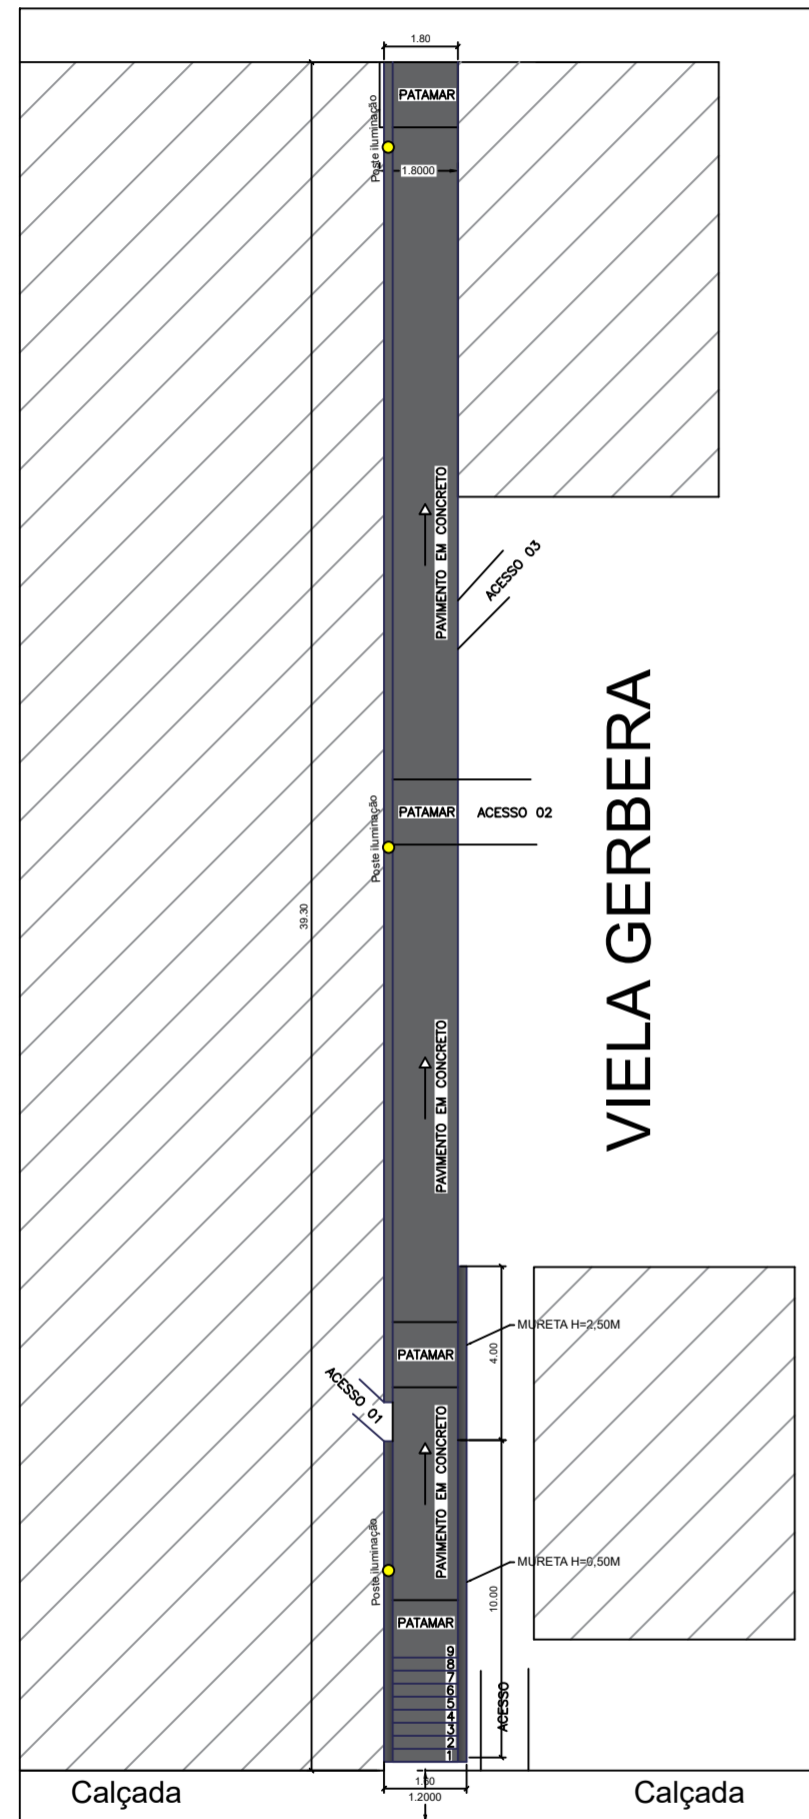 1.80
PATAMAR
Poste iluminação
1.8000
PAVIMENTO EM CONCRETO
ACESSO 03
VIELA GERBERA
PATAMAR
ACESSO 02
Poste iluminação
39.30
PAVIMENTO EM CONCRETO
MURETA H=2,50M
4.00
PATAMAR
ACESSO 01
PAVIMENTO EM CONCRETO
Poste iluminação
MURETA H=0,50M
10.00
PATAMAR
9
8
7
6
5
4
3
2
1
ACESSO
Calçada
1.2000
Calçada